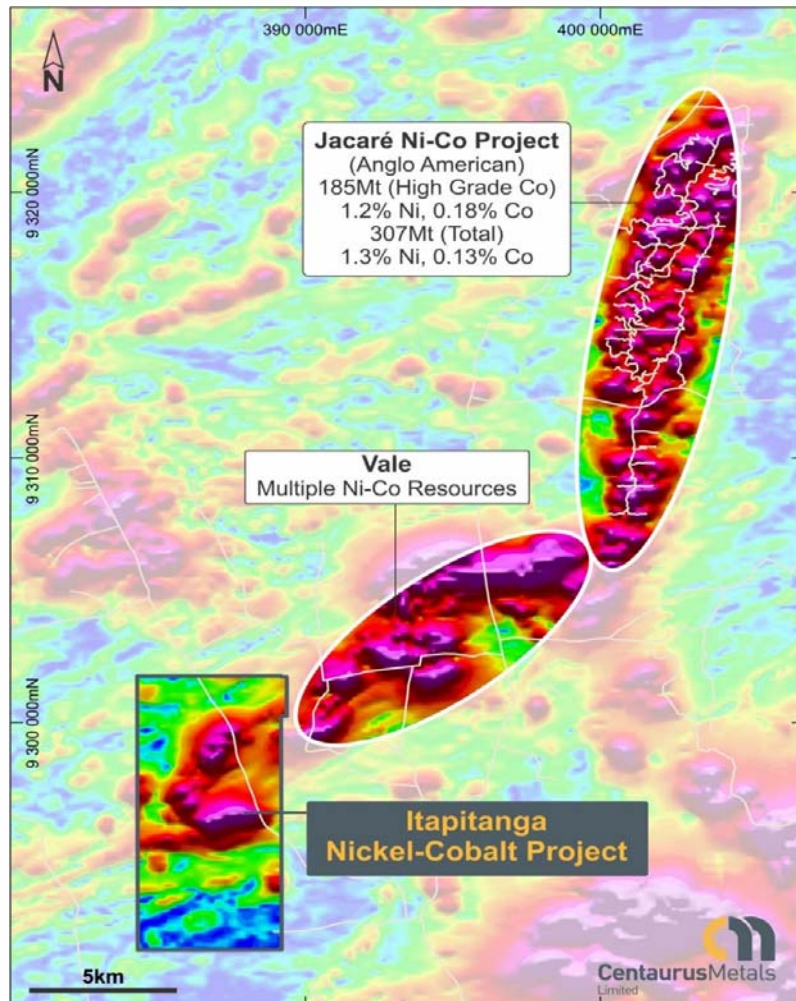 390 000mE
400 000mE
N
Jacaré Ni-Co Project
(Anglo American)
185Mt (High Grade Co)
1.2% Ni, 0.18% Co
307Mt (Total)
1.3% Ni, 0.13% Co
9 320 000mN
9 310 000mN
Vale
Multiple Ni-Co Resources
9 300 000mN
Itapitanga
Nickel-Cobalt Project
5km
CentaurusMetals
Limited